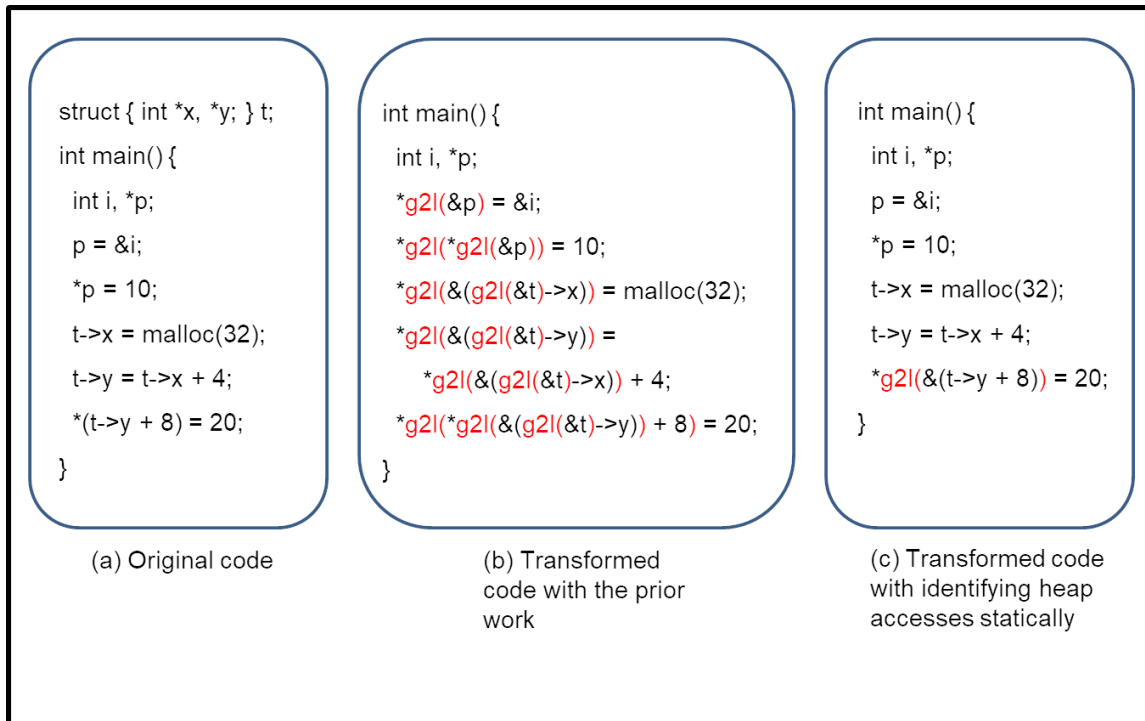 struct { int *x, *y; } t;
int main() {
int i, *p;
p = &i;
*p = 10;
t->x = malloc(32);
t->y = t->x + 4;
*(t->y + 8) = 20;
}
(a) Original code
int main() {
int i, *p;
*g2l(&p) = &i;
*g2l(*g2l(&p)) = 10;
*g2l(&(g2l(&t)->x)) = malloc(32);
*g2l(&(g2l(&t)->y)) =
*g2l(&(g2l(&t)->x)) + 4;
*g2l(*g2l(&(g2l(&t)->y)) + 8) = 20;
}
(b) Transformed
code with the prior
work
int main() {
int i, *p;
p = &i;
*p = 10;
t->x = malloc(32);
t->y = t->x + 4;
*g2l(&(t->y + 8)) = 20;
}
(c) Transformed code
with identifying heap
accesses statically